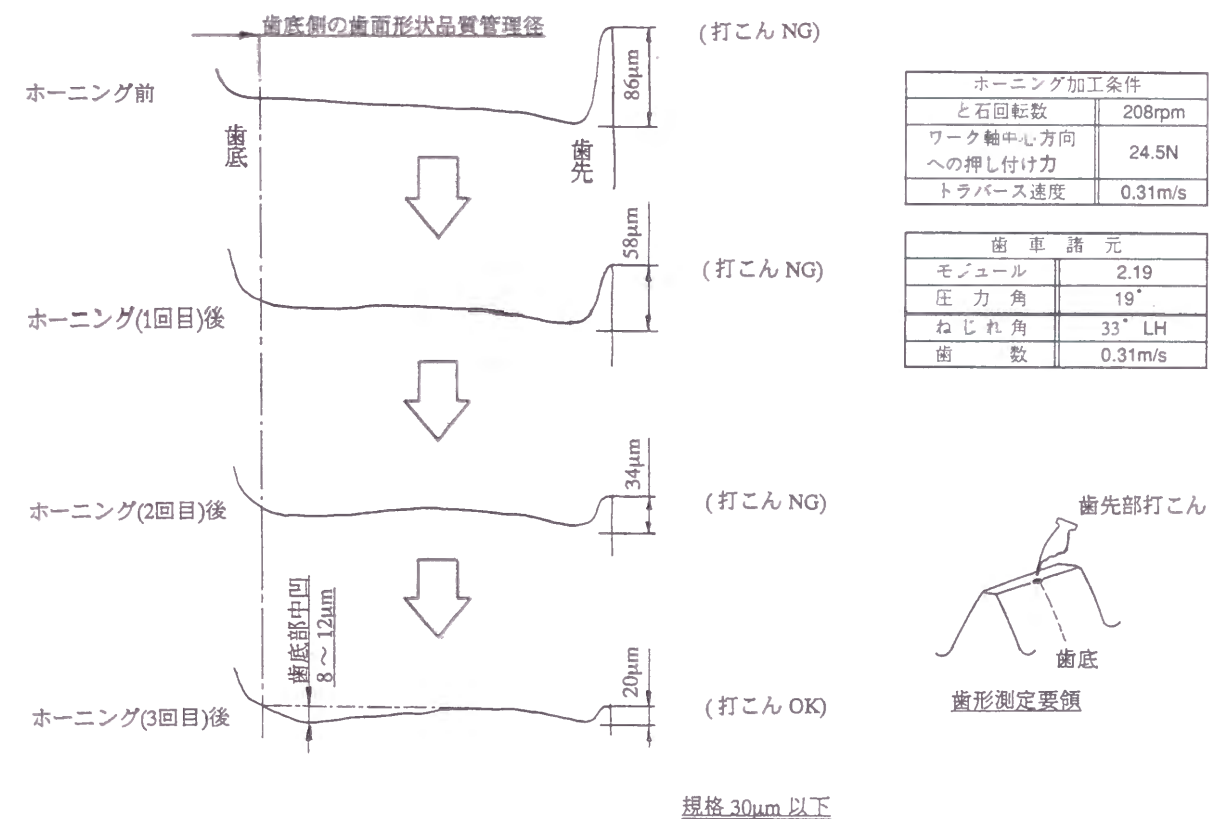 歯底側の歯面形状品質管理径
(打こん NG)
ホーニング前
86μm
歯底
歯先
ホーニング加工条件
と石回転数 208rpm
ワーク軸中心方向
への押し付け力 24.5N
トラバース速度 0.31m/s
58μm
(打こん NG)
ホーニング(1回目)後
歯車諸元
モジュール 2.19
圧力角 19°
ねじれ角 33° LH
歯数 0.31m/s
34μm
(打こん NG)
ホーニング(2回目)後
歯先部打こん
歯底
歯形測定要領
歯底部中凹
8～12μm
20μm
(打こん OK)
ホーニング(3回目)後
規格 30μm 以下